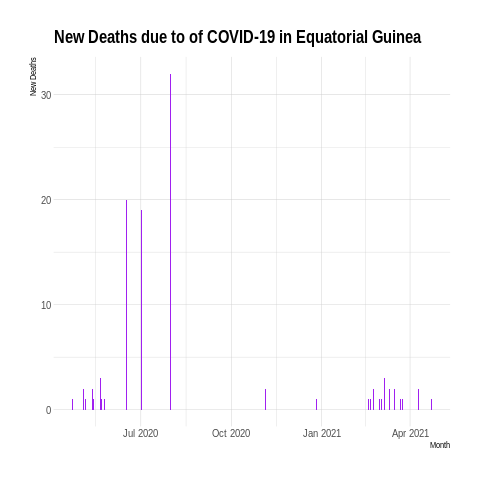 New Deaths due to of COVID-19 in Equatorial Guinea
New Deaths
30
20
10
0
Jul 2020 Oct 2020 Jan 2021 Apr 2021
Month